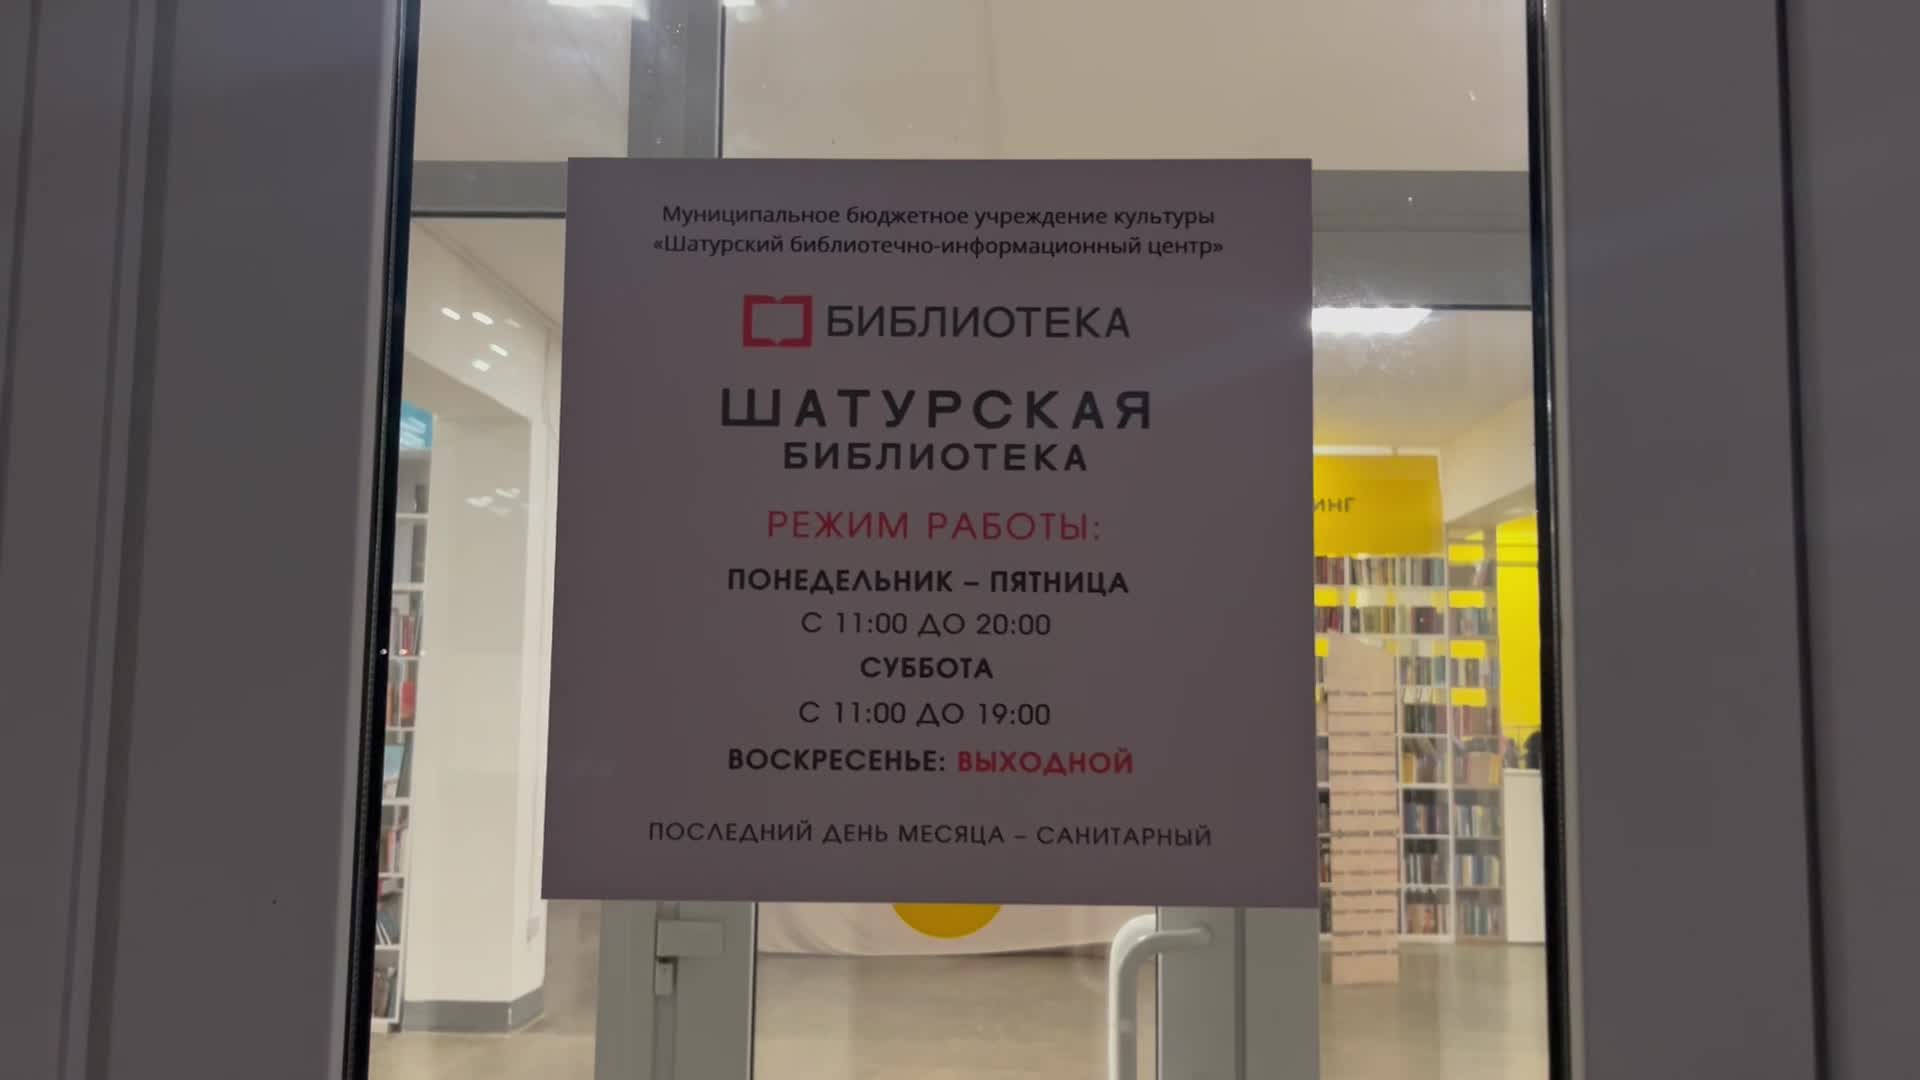 Муниципальное бюджетное учреждение культуры
«Шатурский библиотечно-информационный центр»
БИБЛИОТЕКА
ШАТУРСКАЯ
БИБЛИОТЕКА
РЕЖИМ РАБОТЫ:
ПОНЕДЕЛЬНИК – ПЯТНИЦА
С 11:00 ДО 20:00
СУББОТА
С 11:00 ДО 19:00
ВОСКРЕСЕНЬЕ: ВЫХОДНОЙ
ПОСЛЕДНИЙ ДЕНЬ МЕСЯЦА – САНИТАРНЫЙ
ИНГ